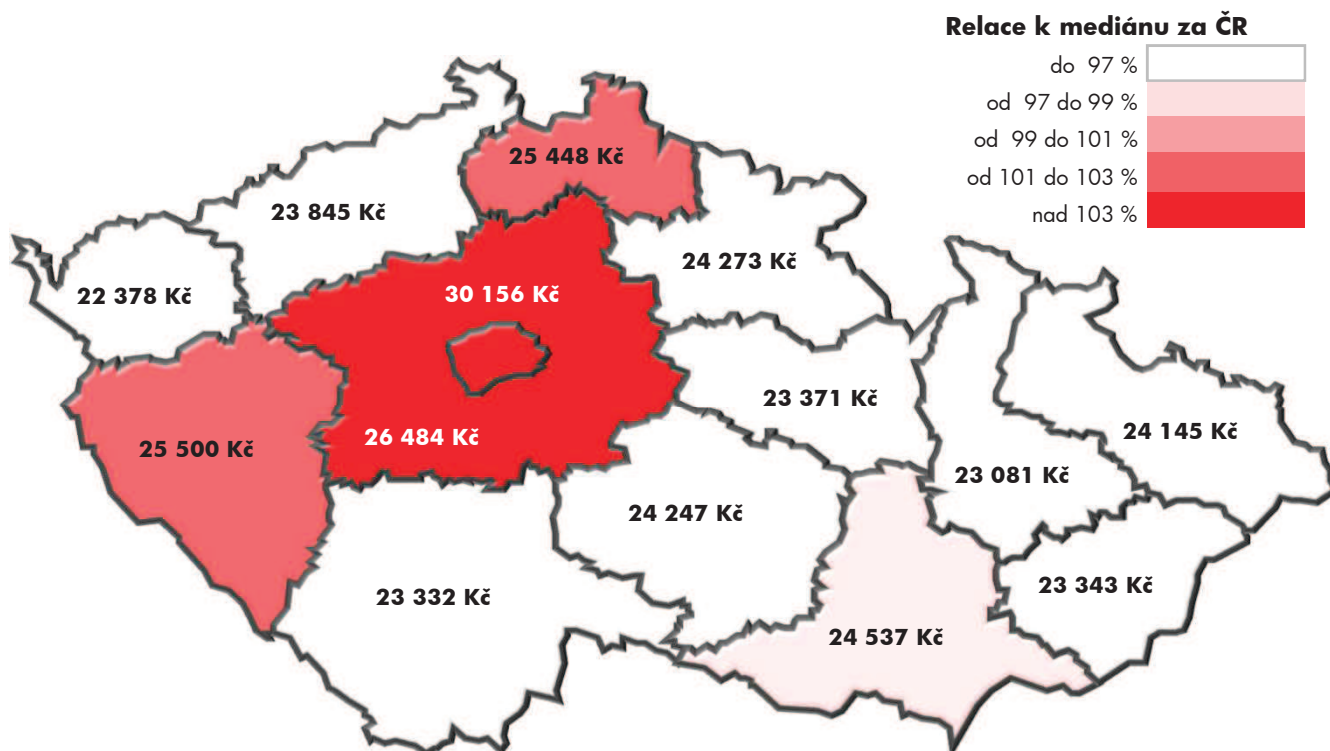 Relace k mediánu za ČR
do 97 %
od 97 do 99 %
od 99 do 101 %
od 101 do 103 %
nad 103 %
25 448 Kč
23 845 Kč
24 273 Kč
22 378 Kč
30 156 Kč
23 371 Kč
24 145 Kč
26 484 Kč
25 500 Kč
23 081 Kč
24 247 Kč
23 343 Kč
23 332 Kč
24 537 Kč